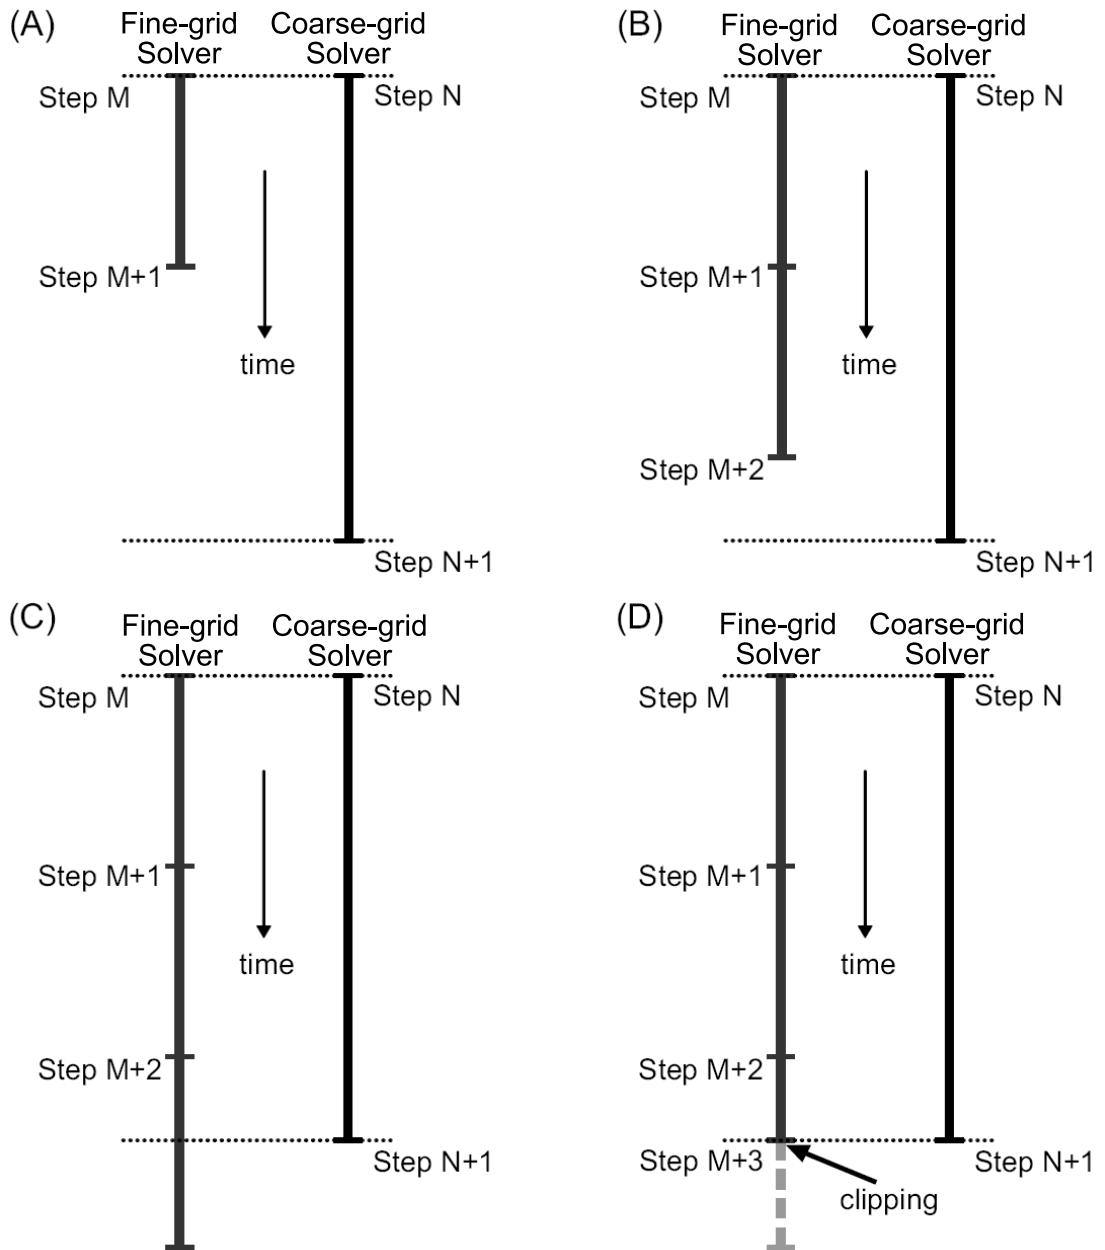 (A)
Fine-grid Coarse-grid
Solver Solver
Step M Step N
Step M+1
time
Step N+1
(B)
Fine-grid Coarse-grid
Solver Solver
Step M Step N
Step M+1
time
Step M+2
Step N+1
(C)
Fine-grid Coarse-grid
Solver Solver
Step M Step N
Step M+1
time
Step M+2
Step N+1
(D)
Fine-grid Coarse-grid
Solver Solver
Step M Step N
Step M+1
time
Step M+2
Step M+3 Step N+1
clipping